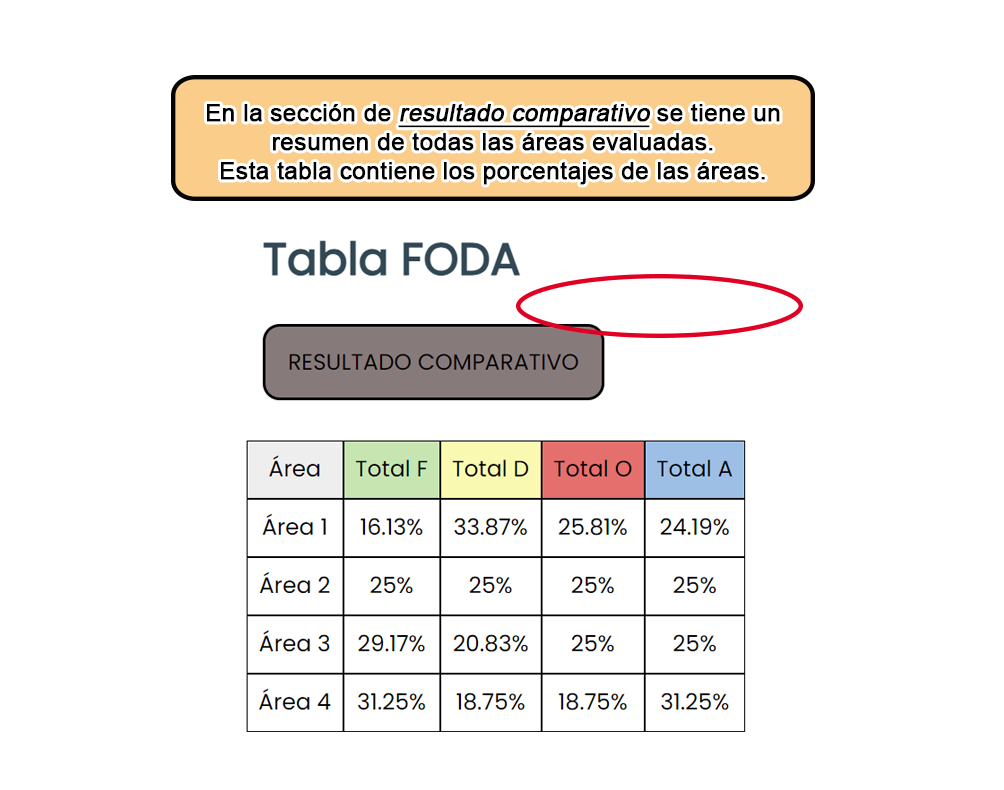 En la sección de resultado comparativo se tiene un
resumen de todas las áreas evaluadas.
Esta tabla contiene los porcentajes de las áreas.
Tabla FODA
RESULTADO COMPARATIVO
Área Total F Total D Total O Total A
Área 1 16.13% 33.87% 25.81% 24.19%
Área 2 25% 25% 25% 25%
Área 3 29.17% 20.83% 25% 25%
Área 4 31.25% 18.75% 18.75% 31.25%